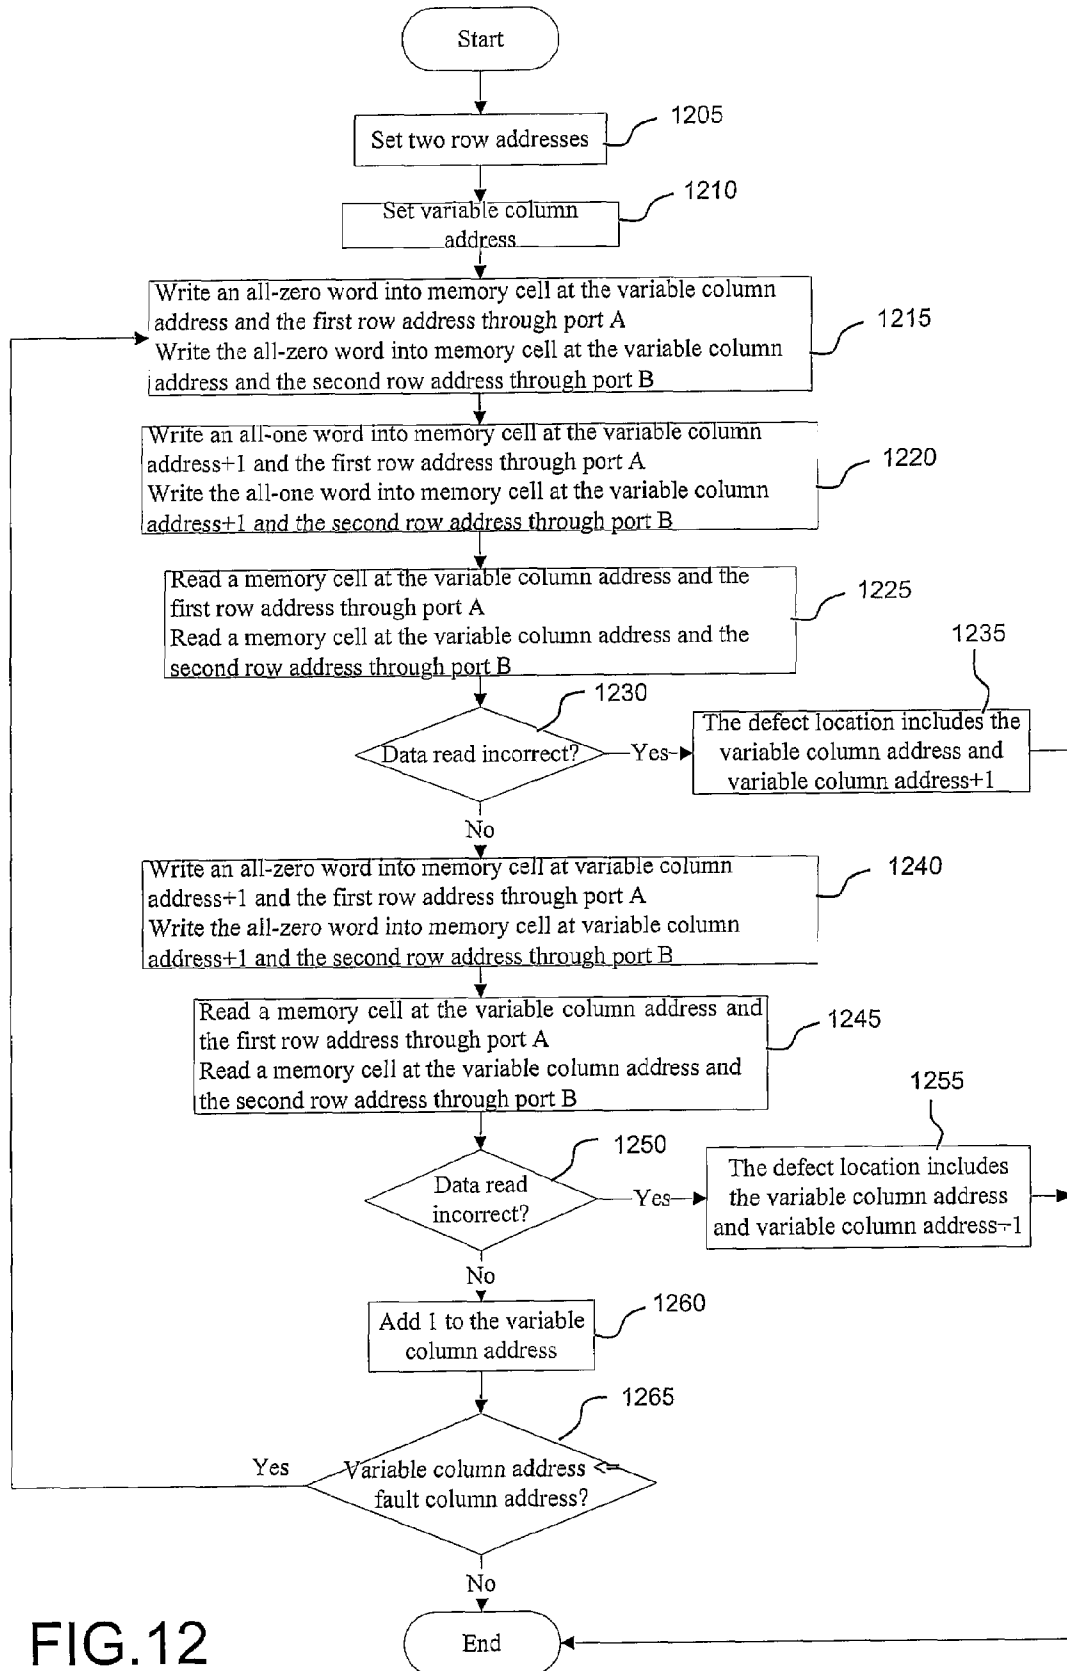 Start
1205
Set two row addresses
1210
Set variable column
address
Write an all-zero word into memory cell at the variable column
address and the first row address through port A
Write the all-zero word into memory cell at the variable column
address and the second row address through port B
1215
Write an all-one word into memory cell at the variable column
address+1 and the first row address through port A
Write the all-one word into memory cell at the variable column
address+1 and the second row address through port B
1220
Read a memory cell at the variable column address and the
first row address through port A
Read a memory cell at the variable column address and the
second row address through port B
1225
1230
Data read incorrect?
Yes
1235
The defect location includes the
variable column address and
variable column address+1
No
Write an all-zero word into memory cell at variable column
address+1 and the first row address through port A
Write the all-zero word into memory cell at variable column
address+1 and the second row address through port B
1240
Read a memory cell at the variable column address and
the first row address through port A
Read a memory cell at the variable column address and
the second row address through port B
1245
1250
Data read
incorrect?
Yes
1255
The defect location includes
the variable column address
and variable column address+1
No
Add 1 to the variable
column address
1260
1265
Variable column address <=
fault column address?
Yes
No
End
FIG.12